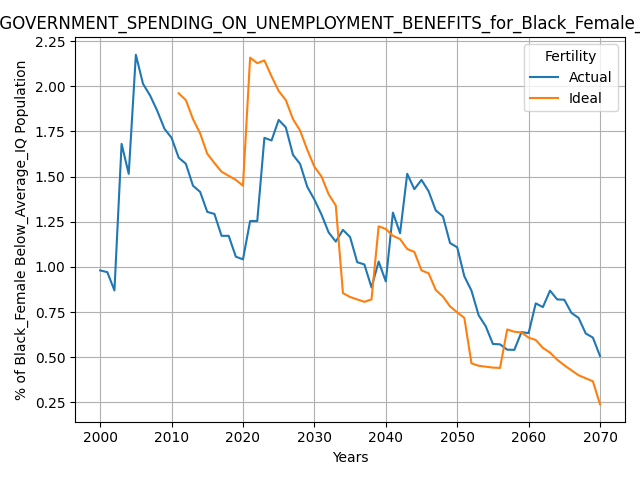 GOVERNMENT_SPENDING_ON_UNEMPLOYMENT_BENEFITS_for_Black_Female_
2.25
2.00
1.75
1.50
1.25
1.00
0.75
0.50
0.25
% of Black_Female Below_Average_IQ Population
Fertility
Actual
Ideal
2000 2010 2020 2030 2040 2050 2060 2070
Years